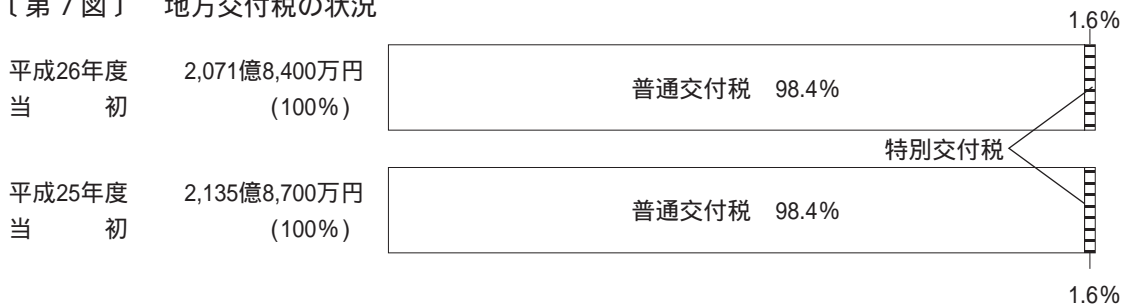 〔第7図〕 地方交付税の状況
1.6%
平成26年度 2,071億8,400万円
当 初 (100%)
普通交付税 98.4%
特別交付税
平成25年度 2,135億8,700万円
当 初 (100%)
普通交付税 98.4%
1.6%